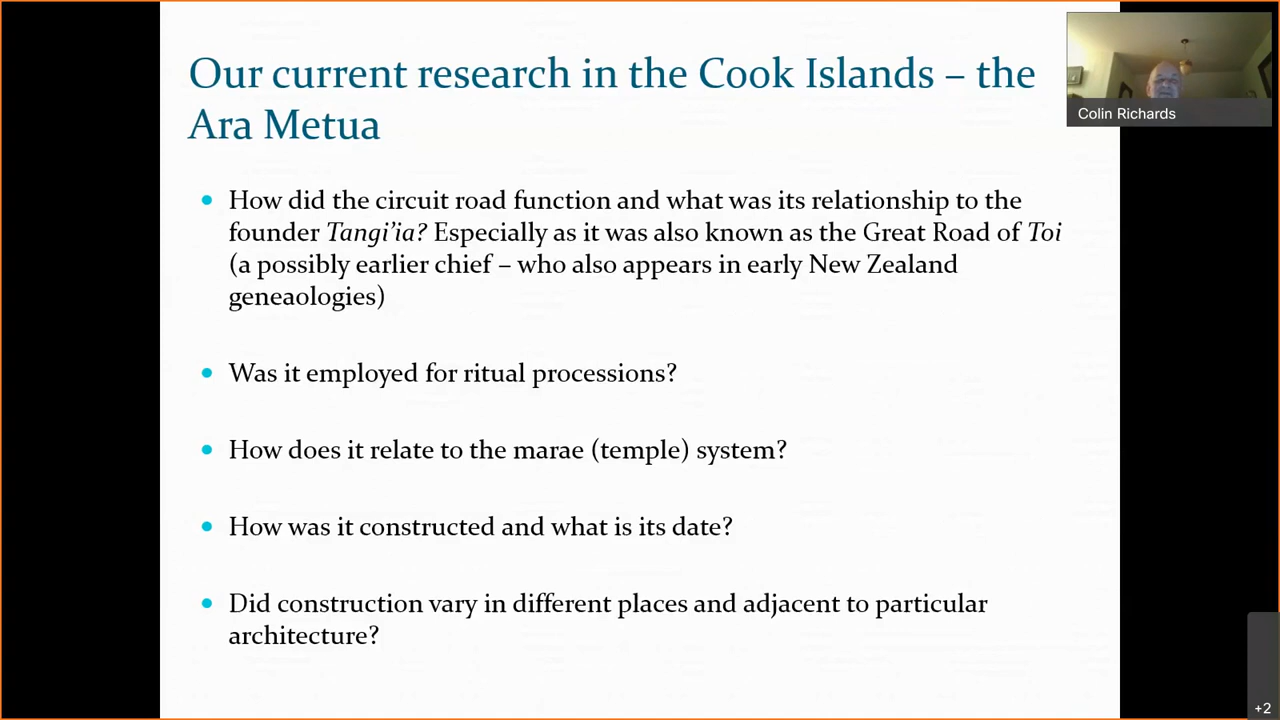 Our current research in the Cook Islands – the
Ara Metua
Colin Richards
• How did the circuit road function and what was its relationship to the
founder Tangi’ia? Especially as it was also known as the Great Road of Toi
(a possibly earlier chief – who also appears in early New Zealand
geneaologies)
• Was it employed for ritual processions?
• How does it relate to the marae (temple) system?
• How was it constructed and what is its date?
• Did construction vary in different places and adjacent to particular
architecture?
+2